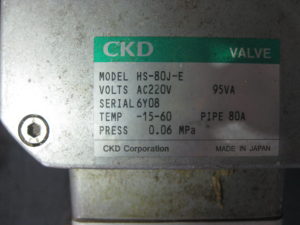 CKD VALVE
MODEL HS-80J-E
VOLTS AC220V 95VA
SERIAL 6Y08
TEMP -15-60 PIPE 80A
PRESS 0.06 MPa
CKD Corporation MADE IN JAPAN